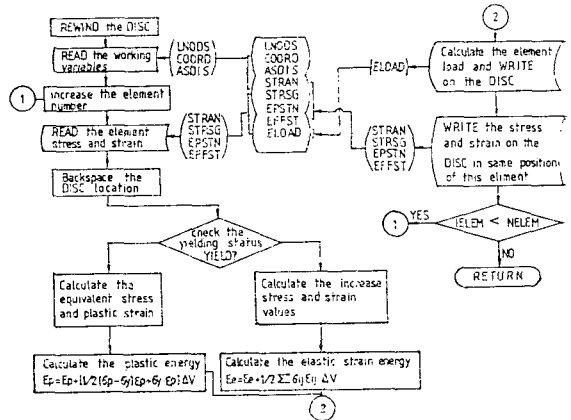 REWIND the DISC
READ the working
variables
1
increase the element
number
READ the element
stress and strain
Backspace the
DISC location
LNODS
COORD
ASDIS
STRAN
STRSG
EPSTN
EFFST
LNODS
COORD
ASDIS
STRAN
STRSG
EPSTN
EFFST
ELOAD
ELOAD
STRAN
STRSG
EPSTN
EFFST
2
Calculate the element
load and WRITE
on the DISC
WRITE the stress
and strain on the
DISC in same position
of this eliment
1
YES
IELEM < NELEM
NO
RETURN
Check the
yielding status
YIELD?
Calculate the
equivalent stress
and plastic strain
Calculate the increase
stress and strain
values
Calculate the plastic energy
Calculate the elastic strain energy
2